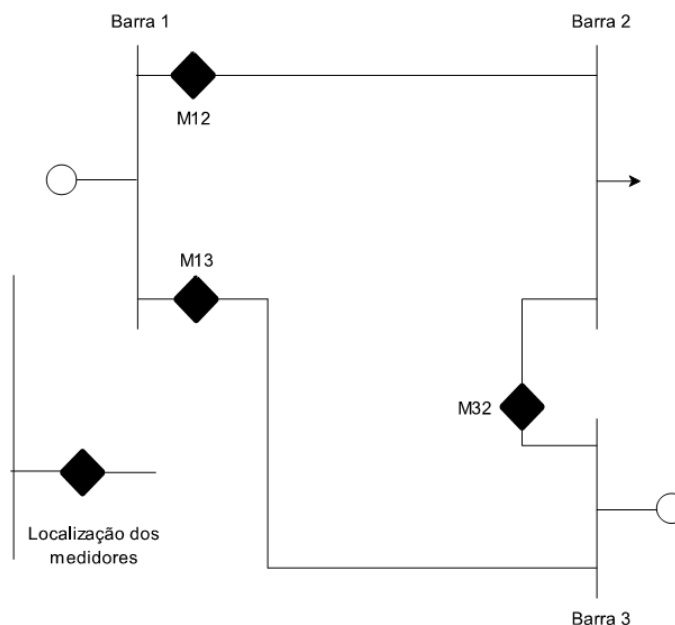 Barra 1
Barra 2
M12
M13
M32
Localização dos
medidores
Barra 3